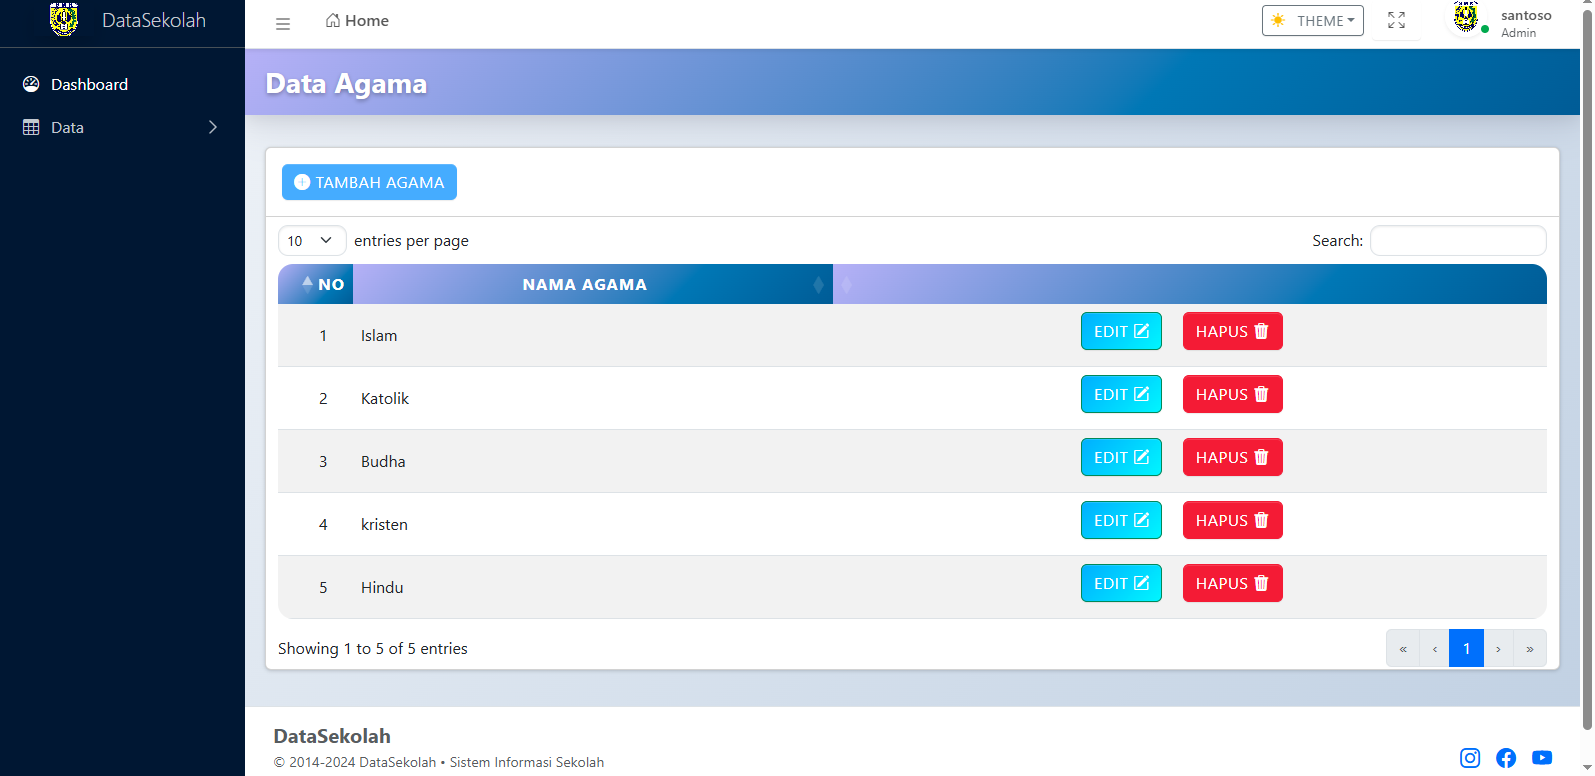 DataSekolah
Home
THEME
santoso
Admin
Dashboard
Data
Data Agama
TAMBAH AGAMA
10 entries per page
Search:
NO NAMA AGAMA
1 Islam EDIT HAPUS
2 Katolik EDIT HAPUS
3 Budha EDIT HAPUS
4 kristen EDIT HAPUS
5 Hindu EDIT HAPUS
Showing 1 to 5 of 5 entries
« ‹ 1 › »
DataSekolah
© 2014-2024 DataSekolah • Sistem Informasi Sekolah